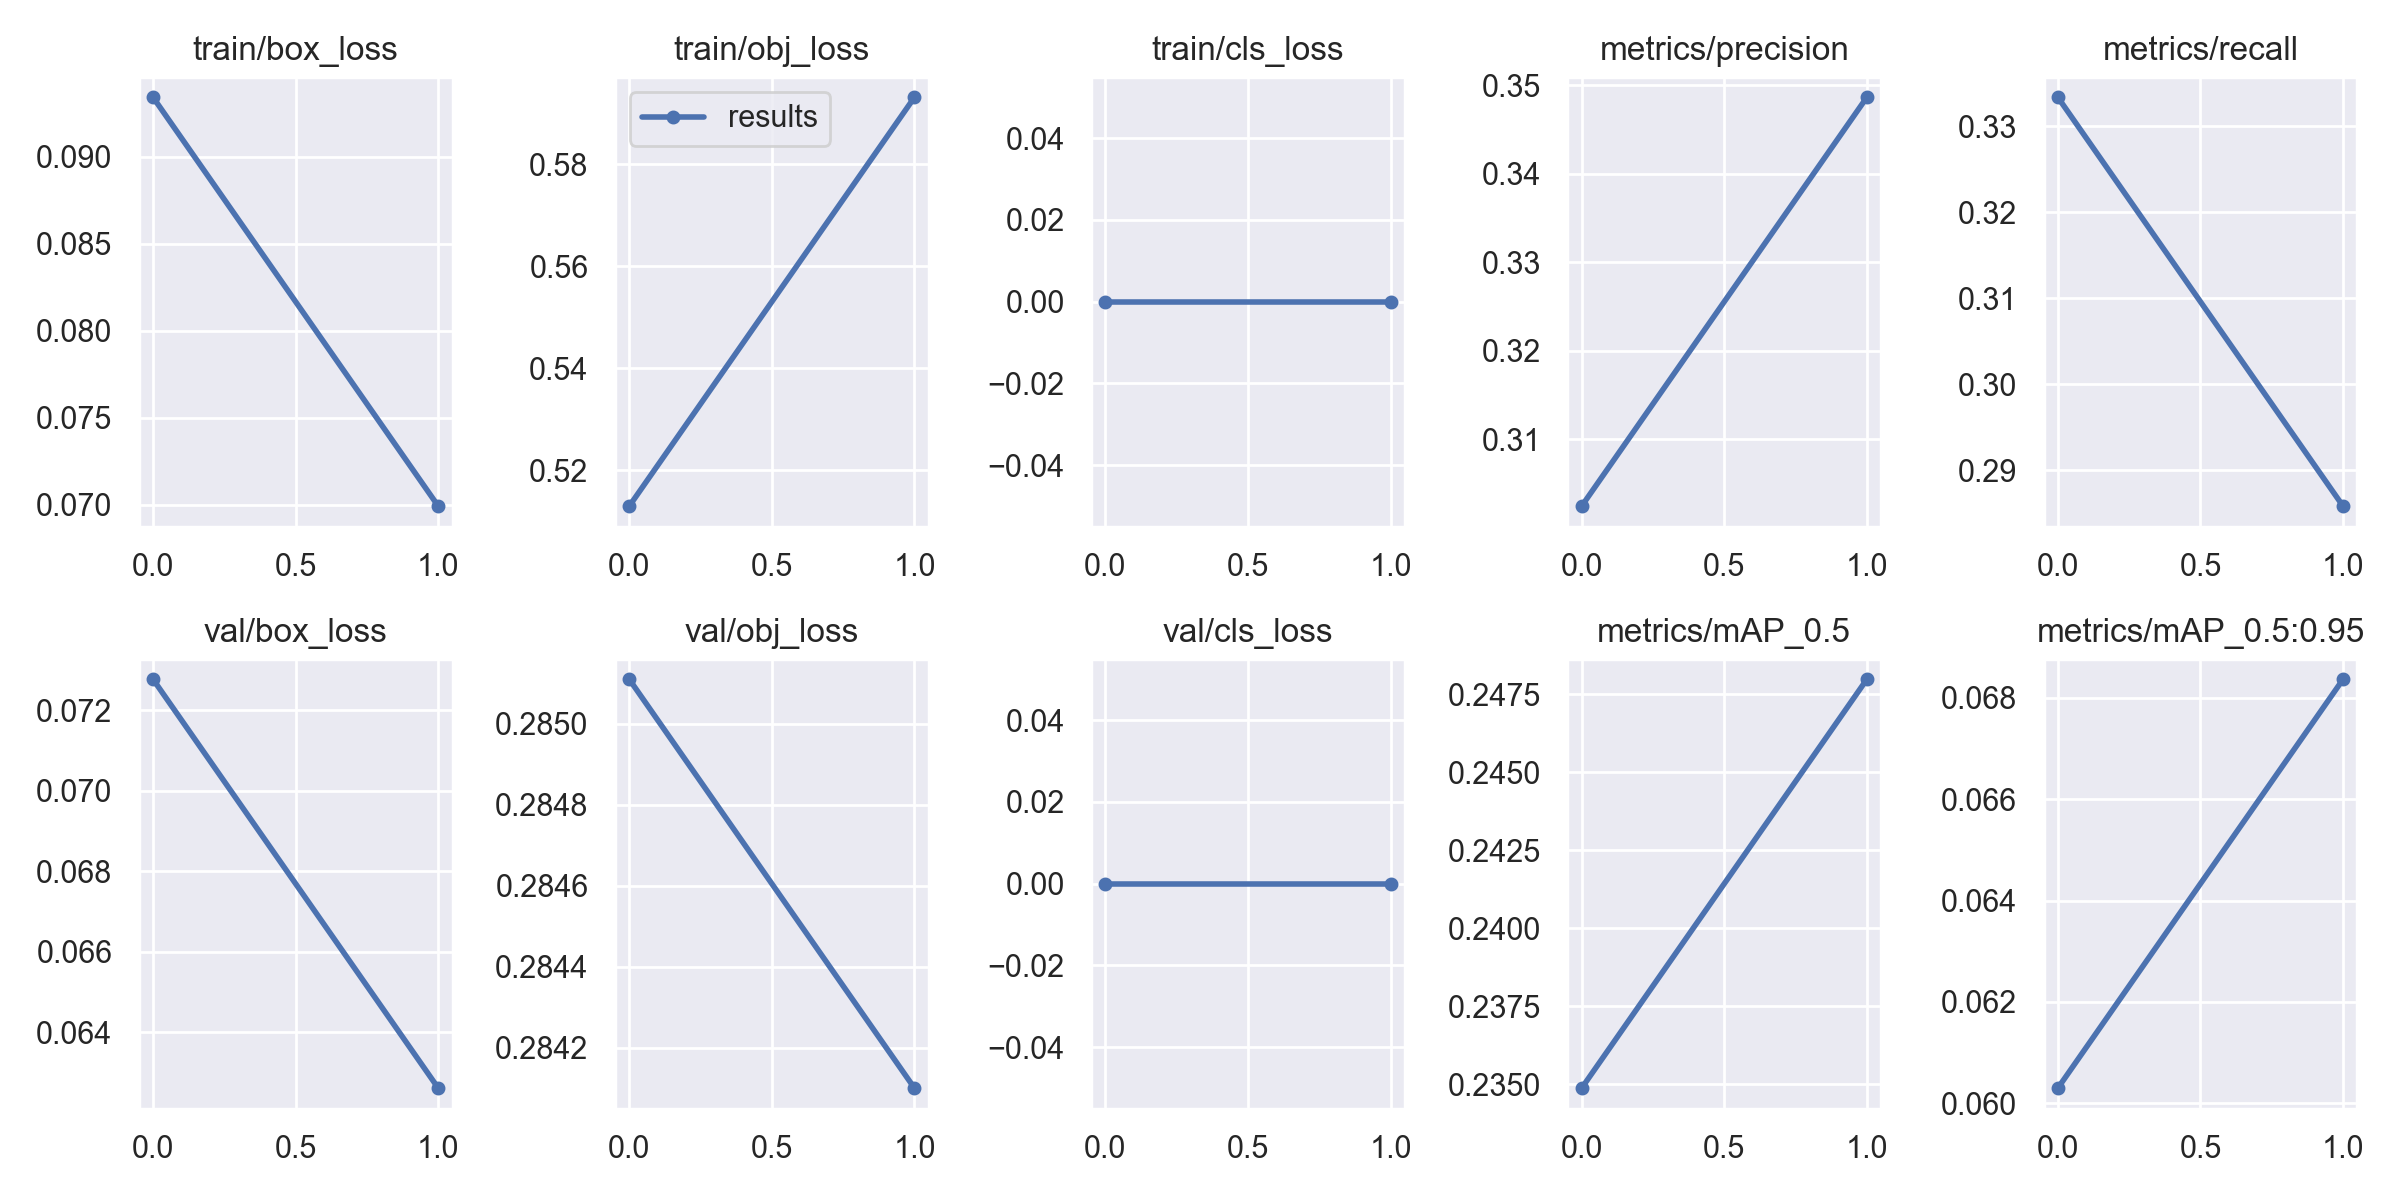 train/box_loss
0.090
0.085
0.080
0.075
0.070
0.0 0.5 1.0
train/obj_loss
results
0.58
0.56
0.54
0.52
0.0 0.5 1.0
train/cls_loss
0.04
0.02
0.00
−0.02
−0.04
0.0 0.5 1.0
metrics/precision
0.35
0.34
0.33
0.32
0.31
0.0 0.5 1.0
metrics/recall
0.33
0.32
0.31
0.30
0.29
0.0 0.5 1.0
val/box_loss
0.072
0.070
0.068
0.066
0.064
0.0 0.5 1.0
val/obj_loss
0.2850
0.2848
0.2846
0.2844
0.2842
0.0 0.5 1.0
val/cls_loss
0.04
0.02
0.00
−0.02
−0.04
0.0 0.5 1.0
metrics/mAP_0.5
0.2475
0.2450
0.2425
0.2400
0.2375
0.2350
0.0 0.5 1.0
metrics/mAP_0.5:0.95
0.068
0.066
0.064
0.062
0.060
0.0 0.5 1.0